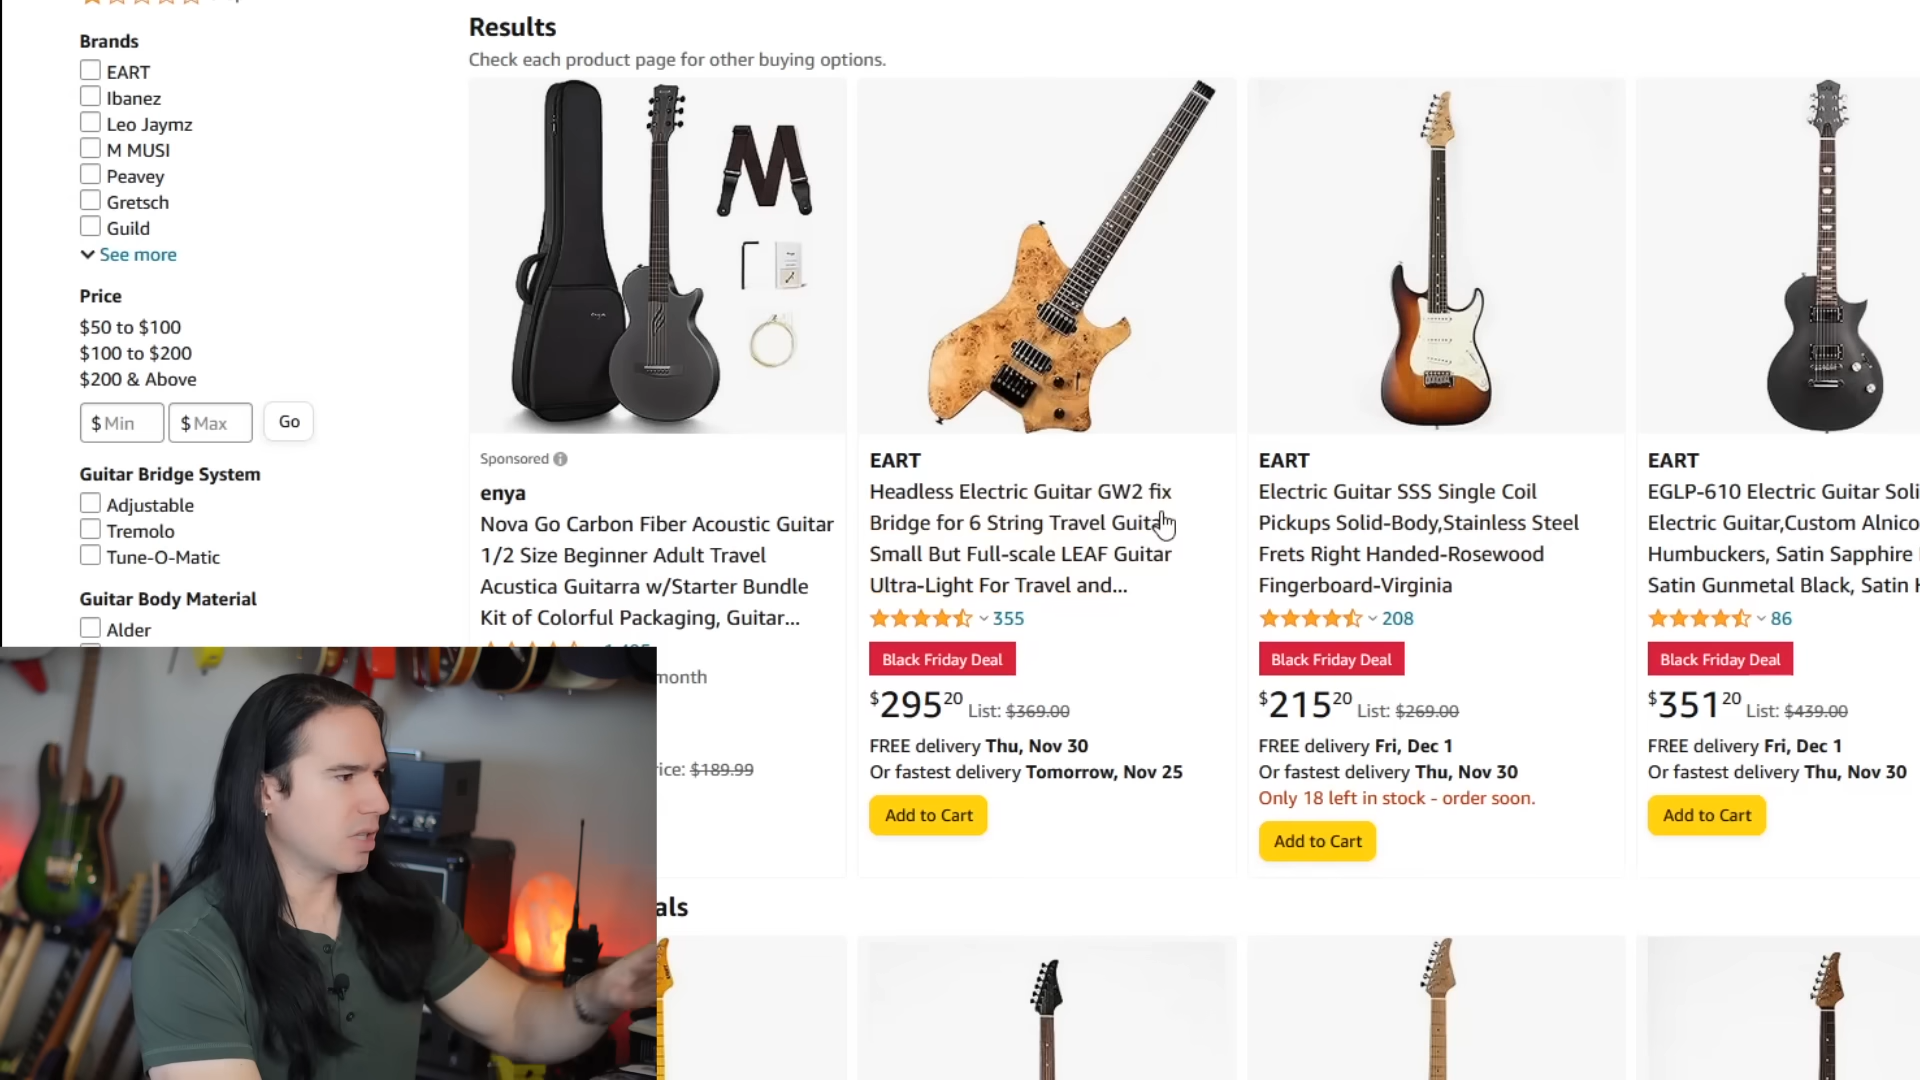 Brands
EART
Ibanez
Leo Jaymz
M MUSI
Peavey
Gretsch
Guild
See more
Price
$50 to $100
$100 to $200
$200 & Above
$ Min
$ Max
Go
Guitar Bridge System
Adjustable
Tremolo
Tune-O-Matic
Guitar Body Material
Alder
Results
Check each product page for other buying options.
Sponsored
enya
Nova Go Carbon Fiber Acoustic Guitar
1/2 Size Beginner Adult Travel
Acustica Guitarra w/Starter Bundle
Kit of Colorful Packaging, Guitar...
month
rice: $189.99
EART
Headless Electric Guitar GW2 fix
Bridge for 6 String Travel Guitar
Small But Full-scale LEAF Guitar
Ultra-Light For Travel and...
355
Black Friday Deal
$295.20 List: $369.00
FREE delivery Thu, Nov 30
Or fastest delivery Tomorrow, Nov 25
Add to Cart
EART
Electric Guitar SSS Single Coil
Pickups Solid-Body,Stainless Steel
Frets Right Handed-Rosewood
Fingerboard-Virginia
208
Black Friday Deal
$215.20 List: $269.00
FREE delivery Fri, Dec 1
Or fastest delivery Thu, Nov 30
Only 18 left in stock - order soon.
Add to Cart
EART
EGLP-610 Electric Guitar Soli
Electric Guitar,Custom Alnico
Humbuckers, Satin Sapphire
Satin Gunmetal Black, Satin
86
Black Friday Deal
$351.20 List: $439.00
FREE delivery Fri, Dec 1
Or fastest delivery Thu, Nov 30
Add to Cart
als